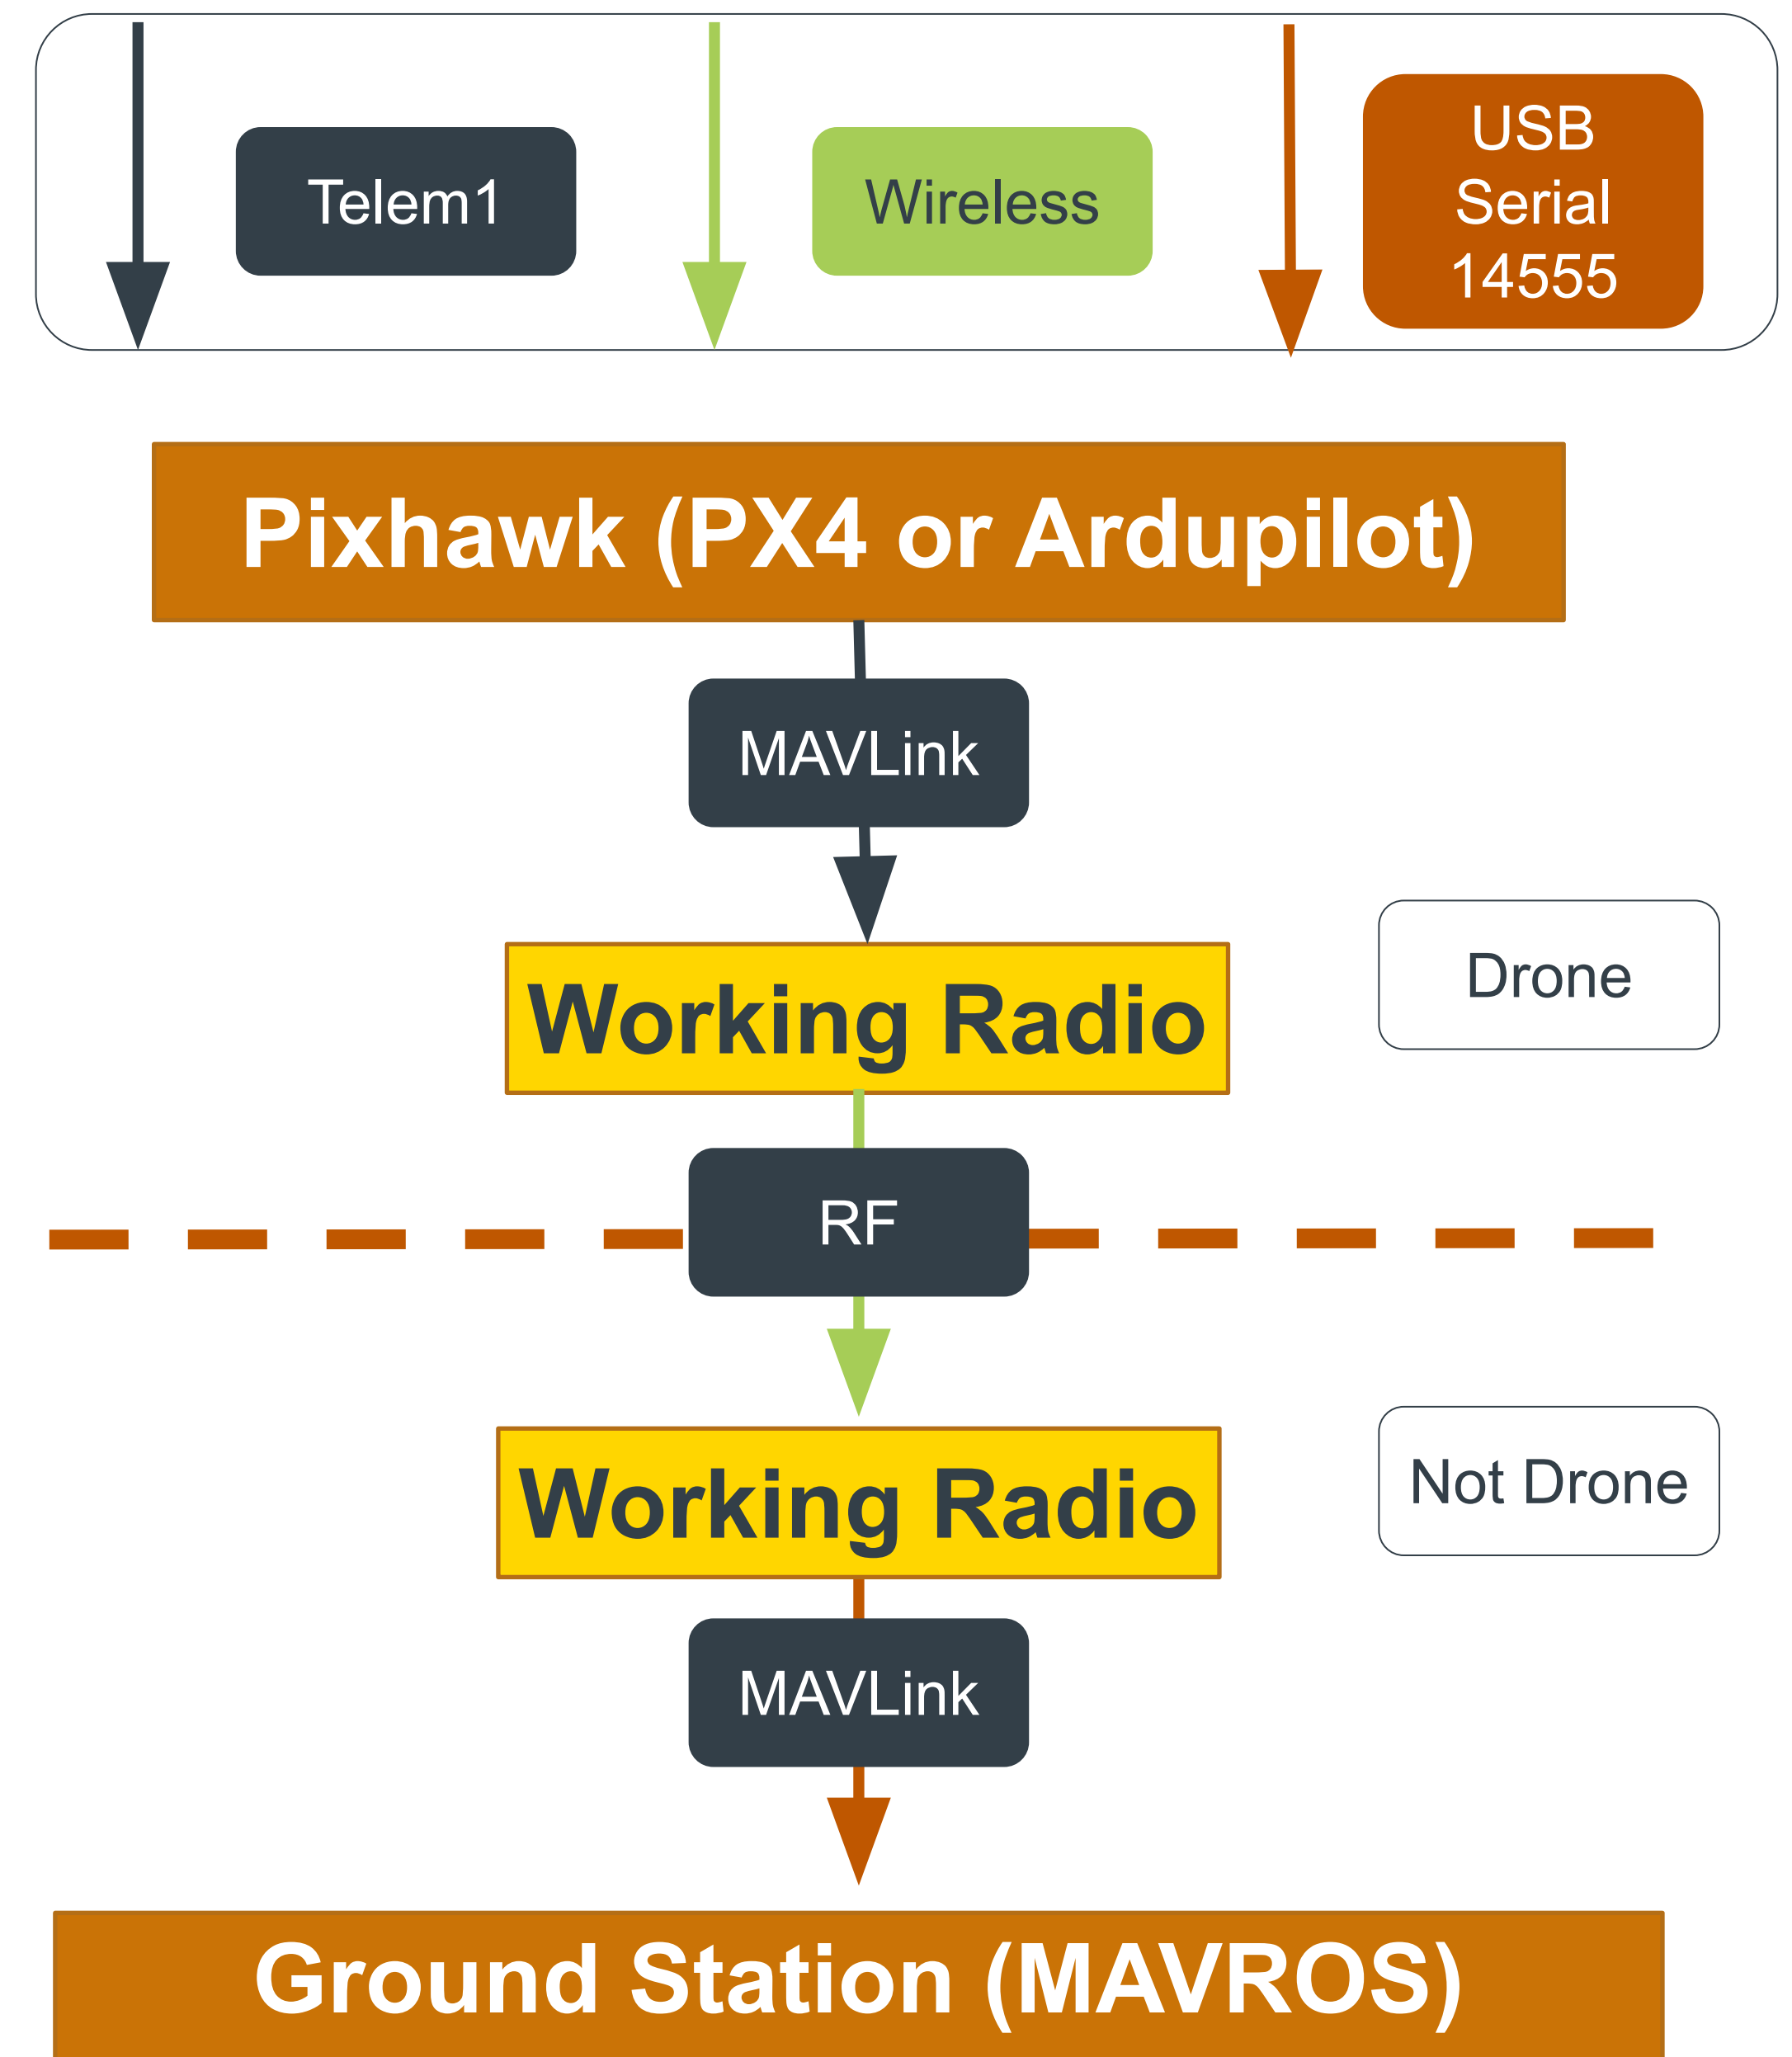 Telem1
Wireless
USB
Serial
14555
Pixhawk (PX4 or Ardupilot)
MAVLink
Drone
Working Radio
RF
Not Drone
Working Radio
MAVLink
Ground Station (MAVROS)